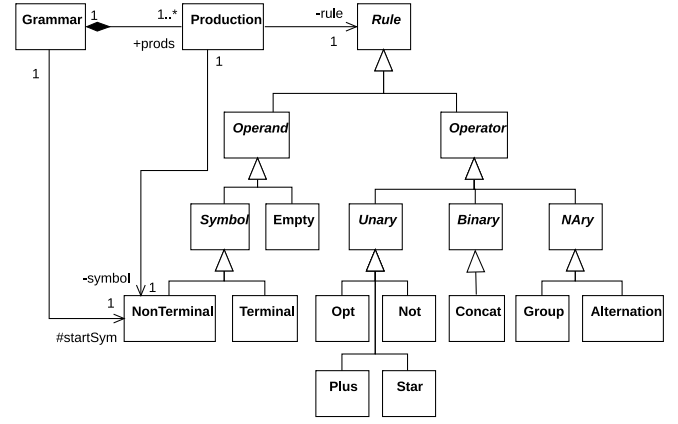 Grammar
1
1..*
+prods
Production
-rule
1
Rule
1
1
Operand
Operator
Symbol
Empty
Unary
Binary
NAry
-symbol
1
1
#startSym
NonTerminal
Terminal
Opt
Not
Concat
Group
Alternation
Plus
Star